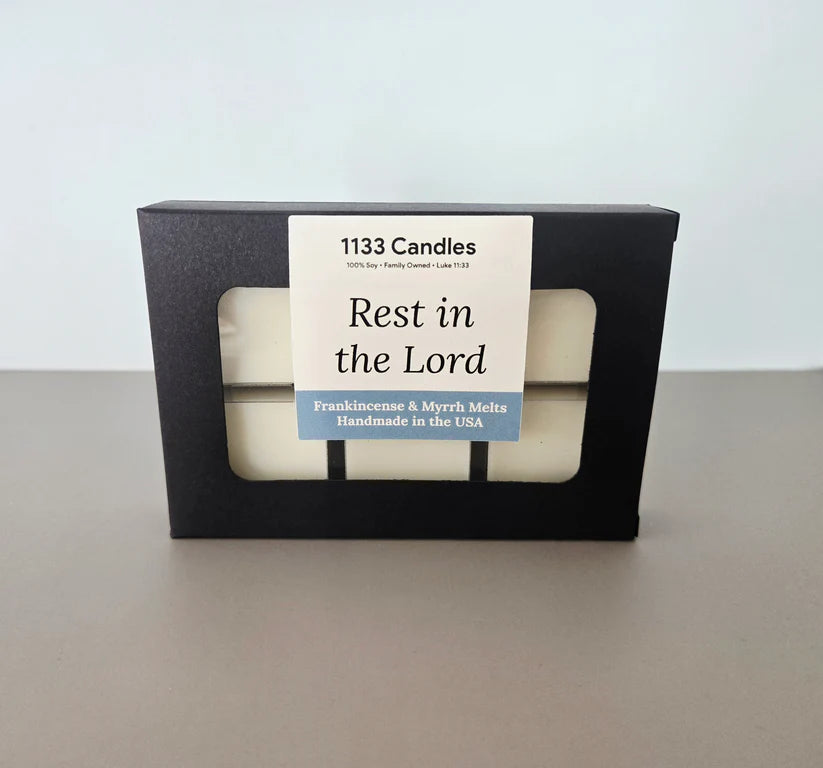 1133 Candles
100% Soy • Family Owned • Luke 11:33
Rest in
the Lord
Frankincense & Myrrh Melts
Handmade in the USA